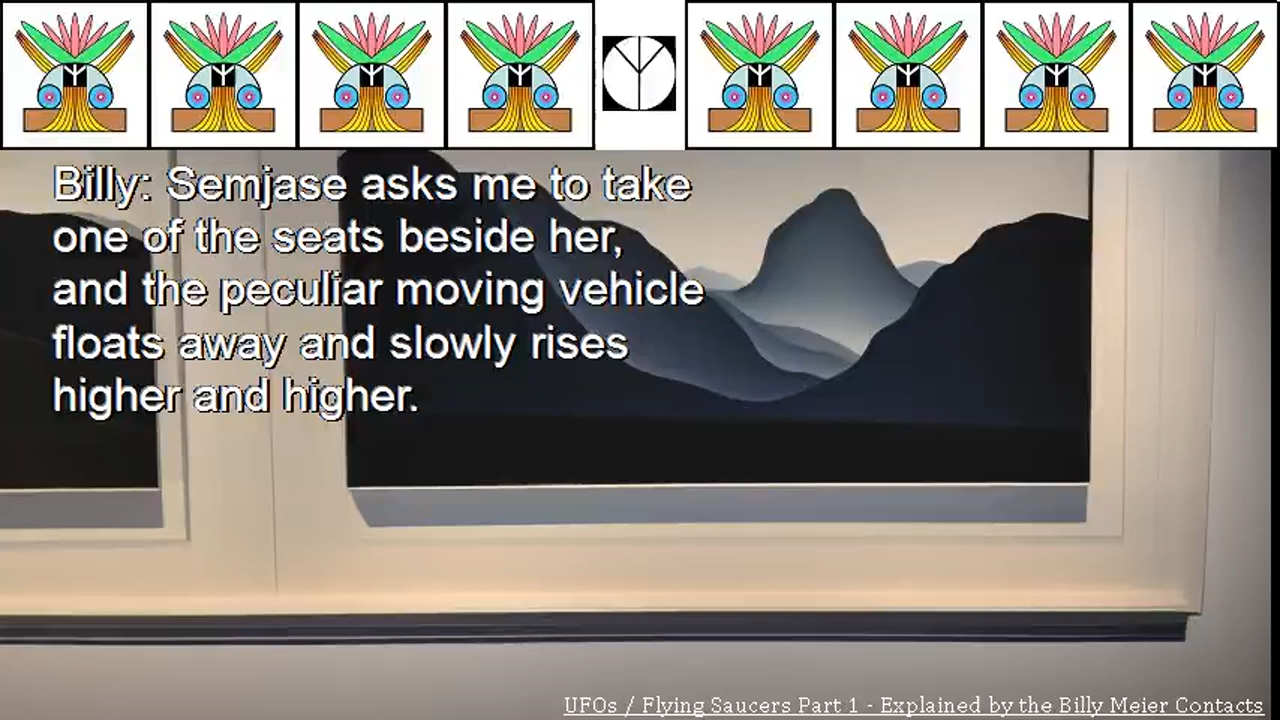 Billy: Semjase asks me to take
one of the seats beside her,
and the peculiar moving vehicle
floats away and slowly rises
higher and higher.
UFOs / Flying Saucers Part 1 - Explained by the Billy Meier Contacts